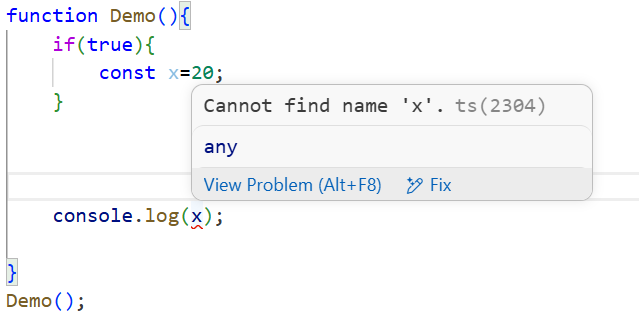 function Demo(){
if(true){
const x=20;
}
Cannot find name 'x'. ts(2304)
any
View Problem (Alt+F8) Fix
console.log(x);
}
Demo();